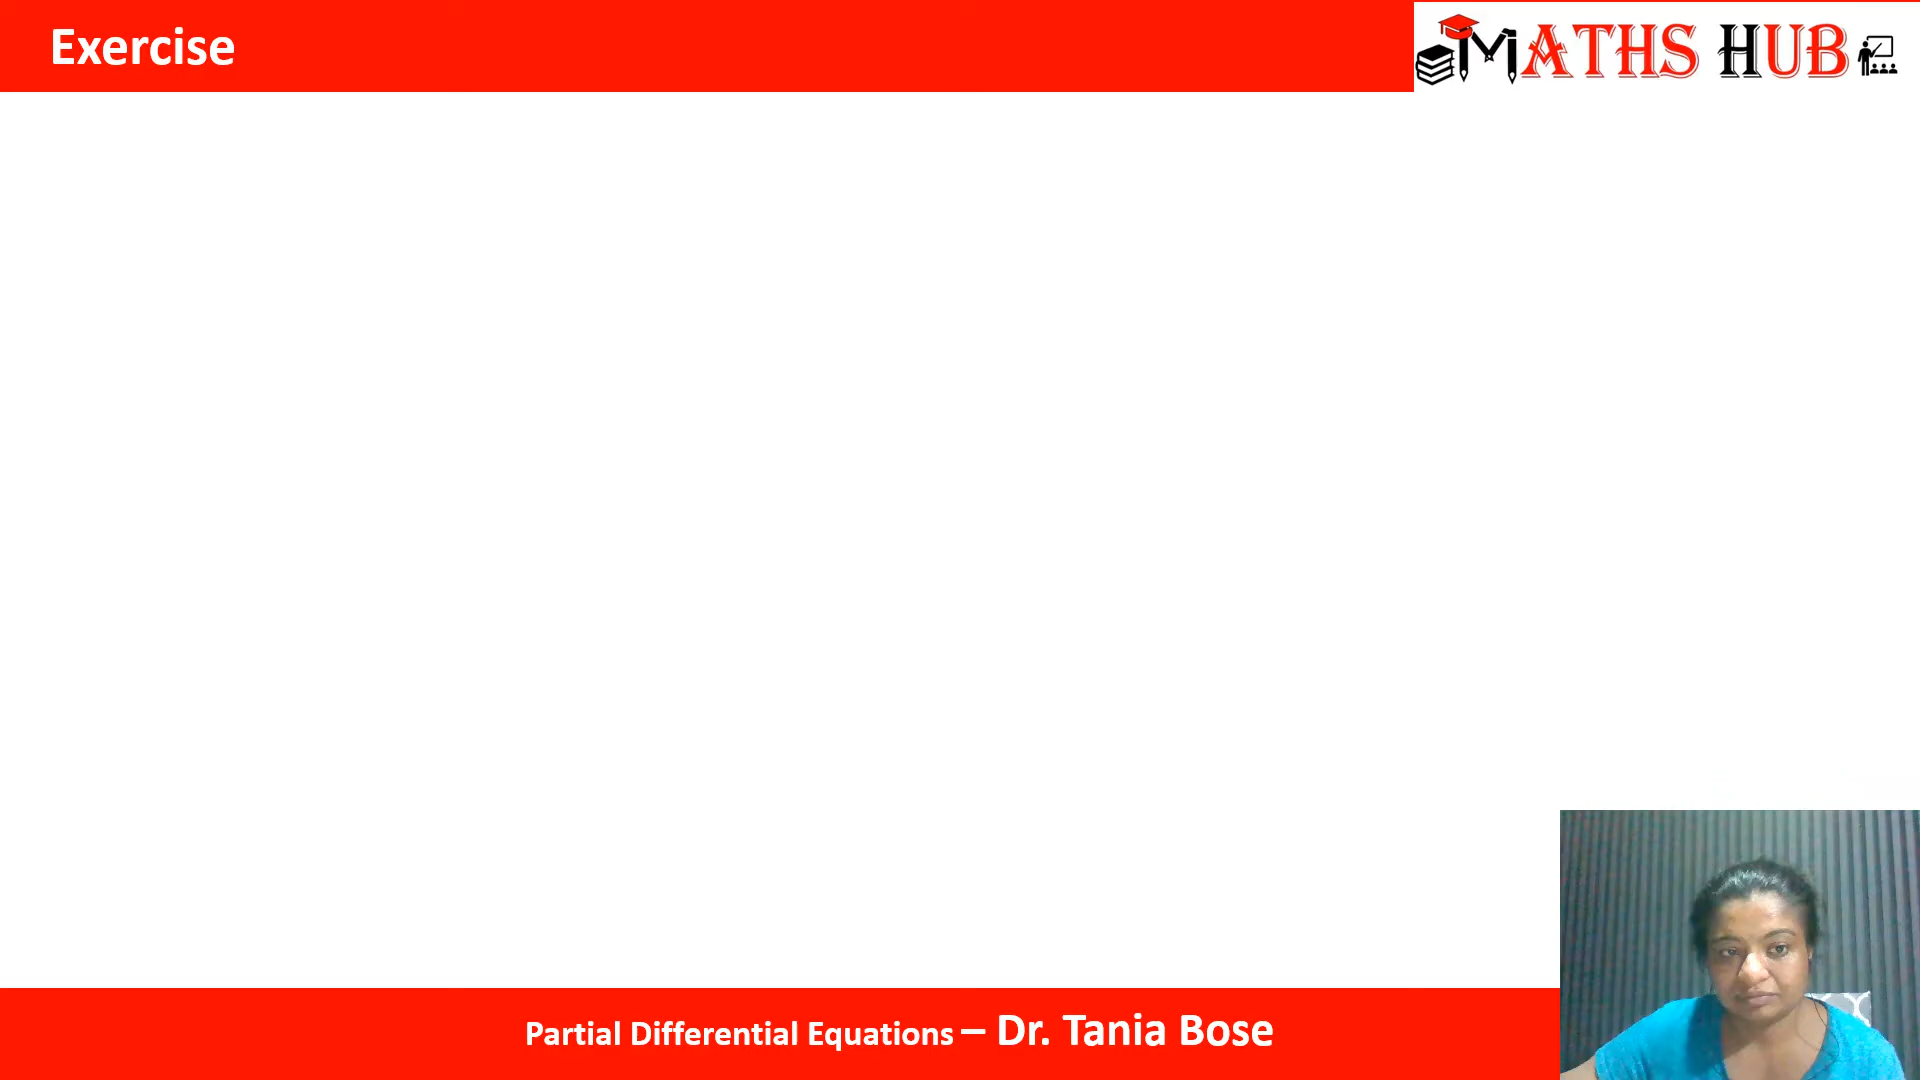 Exercise
MATHS HUB
Partial Differential Equations – Dr. Tania Bose